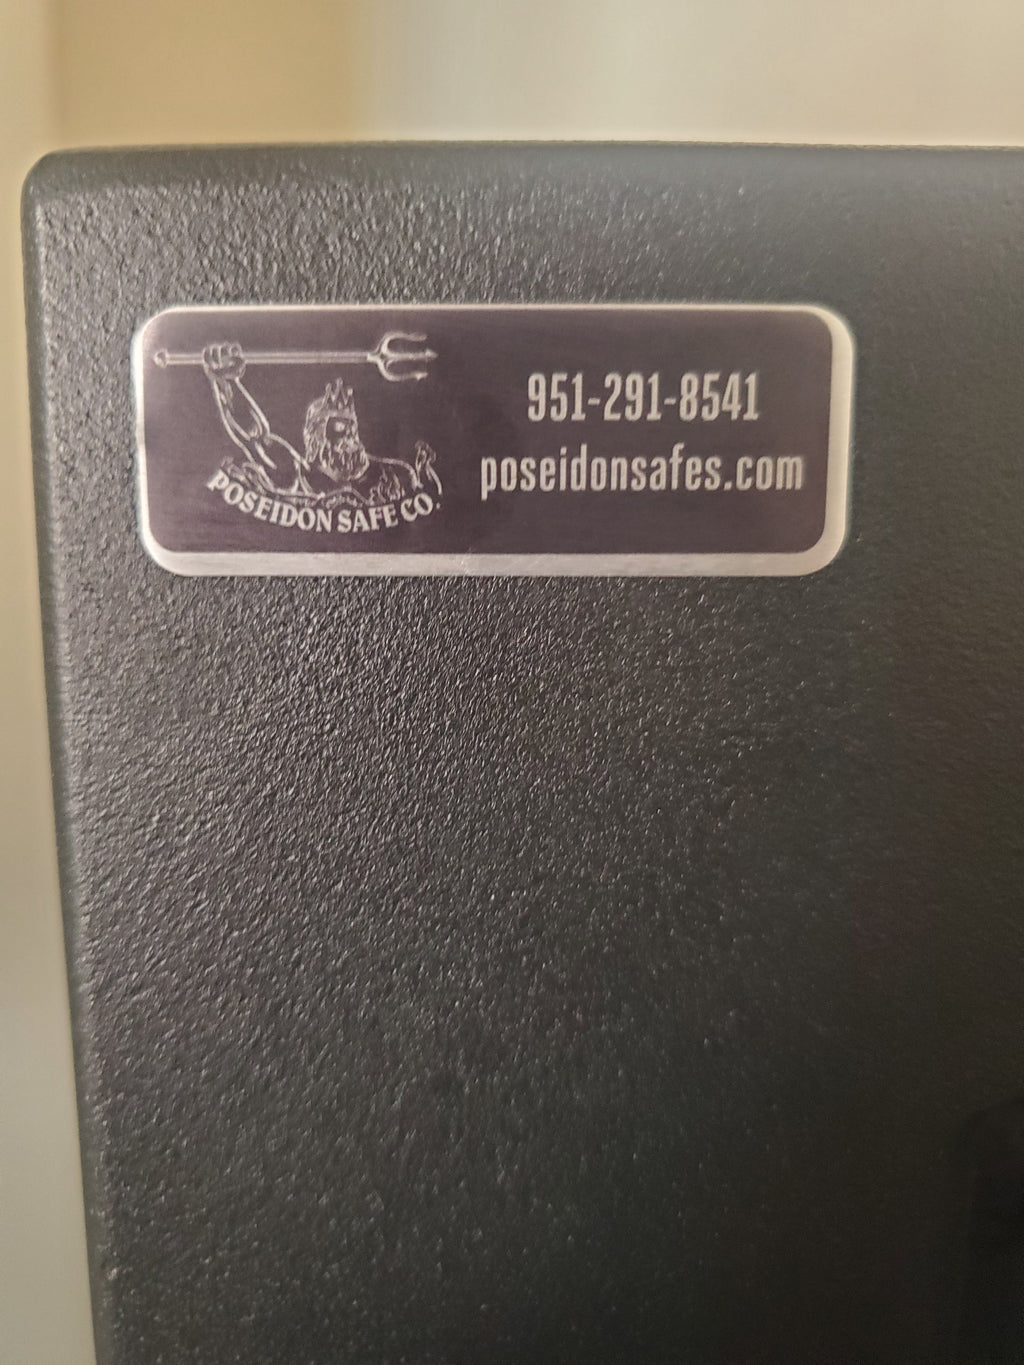 POSEIDON SAFE CO.
951-291-8541
poseidonsafes.com